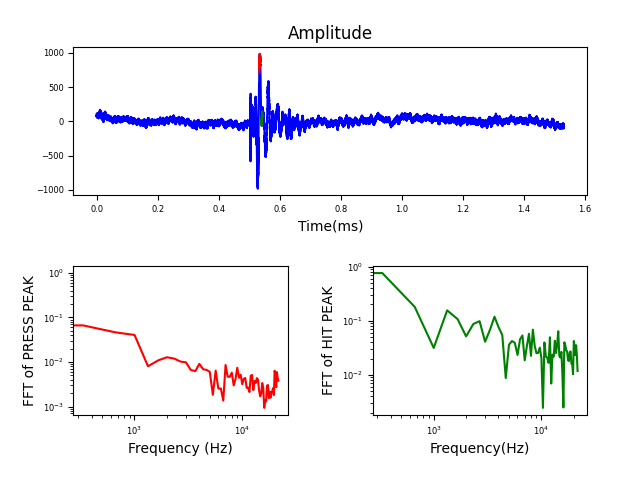 Amplitude
1000
500
0
−500
−1000
0.0 0.2 0.4 0.6 0.8 1.0 1.2 1.4 1.6
Time(ms)
FFT of PRESS PEAK
10⁰
10⁻¹
10⁻²
10⁻³
10³ 10⁴
Frequency (Hz)
FFT of HIT PEAK
10⁰
10⁻¹
10⁻²
10³ 10⁴
Frequency(Hz)